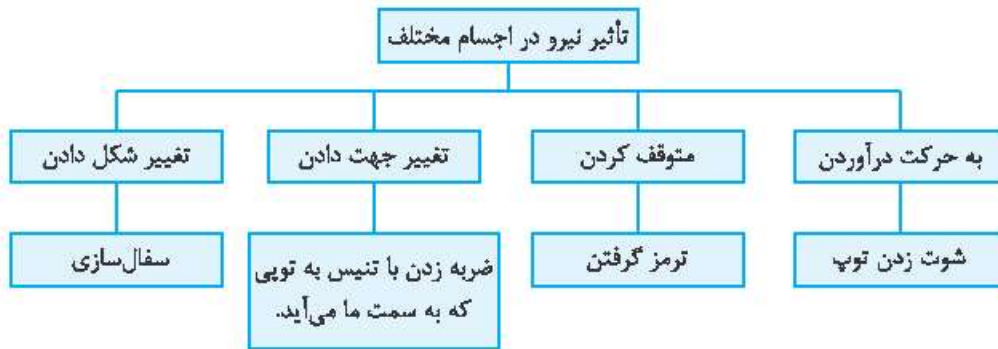 تأثیر نیرو در اجسام مختلف
به حرکت درآوردن
متوقف کردن
تغییر جهت دادن
تغییر شکل دادن
شوت زدن توپ
ترمز گرفتن
ضربه زدن با تنیس به توپی
که به سمت ما می‌آید.
سفال‌سازی